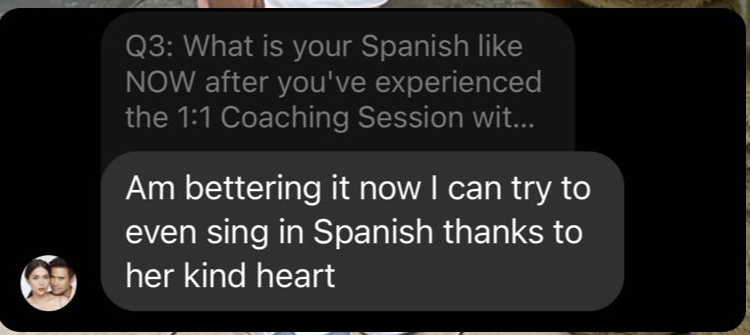 Q3: What is your Spanish like
NOW after you've experienced
the 1:1 Coaching Session wit...
Am bettering it now I can try to
even sing in Spanish thanks to
her kind heart